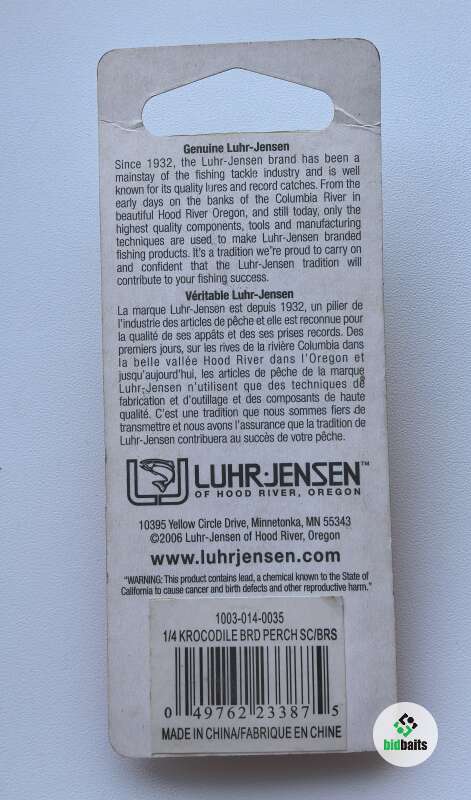 Genuine Luhr-Jensen
Since 1932, the Luhr-Jensen brand has been a
mainstay of the fishing tackle industry and is well
known for its quality lures and record catches. From the
early days on the banks of the Columbia River in
beautiful Hood River Oregon, and still today, only the
highest quality components, tools and manufacturing
techniques are used to make Luhr-Jensen branded
fishing products. It's a tradition we're proud to carry on
and confident that the Luhr-Jensen tradition will
contribute to your fishing success.
Véritable Luhr-Jensen
La marque Luhr-Jensen est depuis 1932, un pilier de
l'industrie des articles de pêche et elle est reconnue pour
la qualité de ses appâts et des ses prises records. Des
premiers jours, sur les rives de la rivière Columbia dans
la belle vallée Hood River dans l'Oregon et
jusqu'aujourd'hui, les articles de pêche de la marque
Luhr-Jensen n'utilisent que des techniques de
fabrication et d'outillage et des composants de haute
qualité. C'est une tradition que nous sommes fiers de
transmettre et nous avons l'assurance que la tradition de
Luhr-Jensen contribuera au succès de votre pêche.
LUHR·JENSEN™
OF HOOD RIVER, OREGON
10395 Yellow Circle Drive, Minnetonka, MN 55343
©2006 Luhr-Jensen of Hood River, Oregon
www.luhrjensen.com
"WARNING: This product contains lead, a chemical known to the State of
California to cause cancer and birth defects and other reproductive harm."
1003-014-0035
1/4 KROCODILE BRD PERCH SC/BRS
0 49762 23387 5
MADE IN CHINA/FABRIQUE EN CHINE
bidbaits